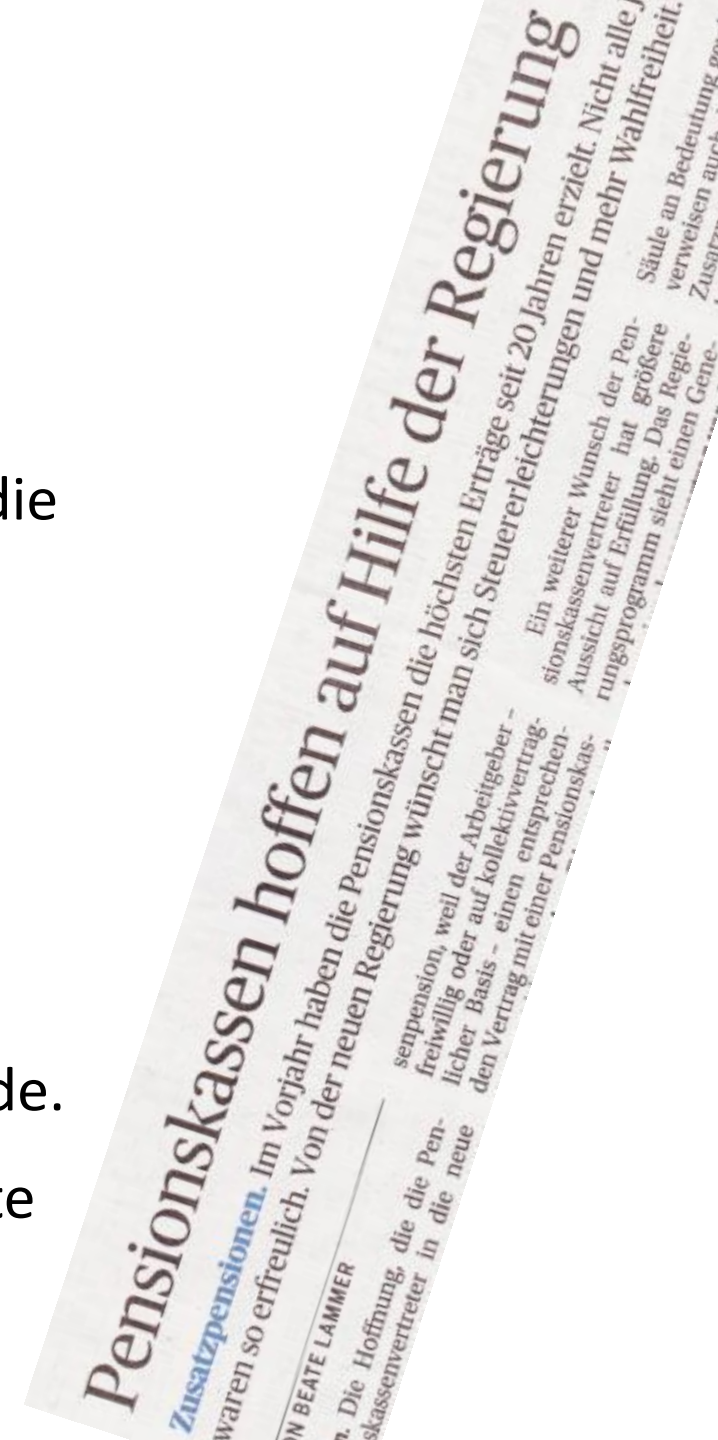 die
de.
te
Pensionskassen hoffen auf Hilfe der Regierung
Zusatzpensionen. Im Vorjahr haben die Pensionskassen die höchsten Erträge seit 20 Jahren erzielt. Nicht alle J
waren so erfreulich. Von der neuen Regierung wünscht man sich Steuererleichterungen und mehr Wahlfreiheit.
ON BEATE LAMMER
n. Die Hoffnung, die die Pen-
skassenvertreter in die neue
senpension, weil der Arbeitgeber –
freiwillig oder auf kollektivvertrag-
licher Basis – einen entsprechen-
den Vertrag mit einer Pensionskas-
Ein weiterer Wunsch der Pen-
sionskassenvertreter hat größere
Aussicht auf Erfüllung. Das Regie-
rungsprogramm sieht einen Gene-
Säule an Bedeutung
verweisen auch